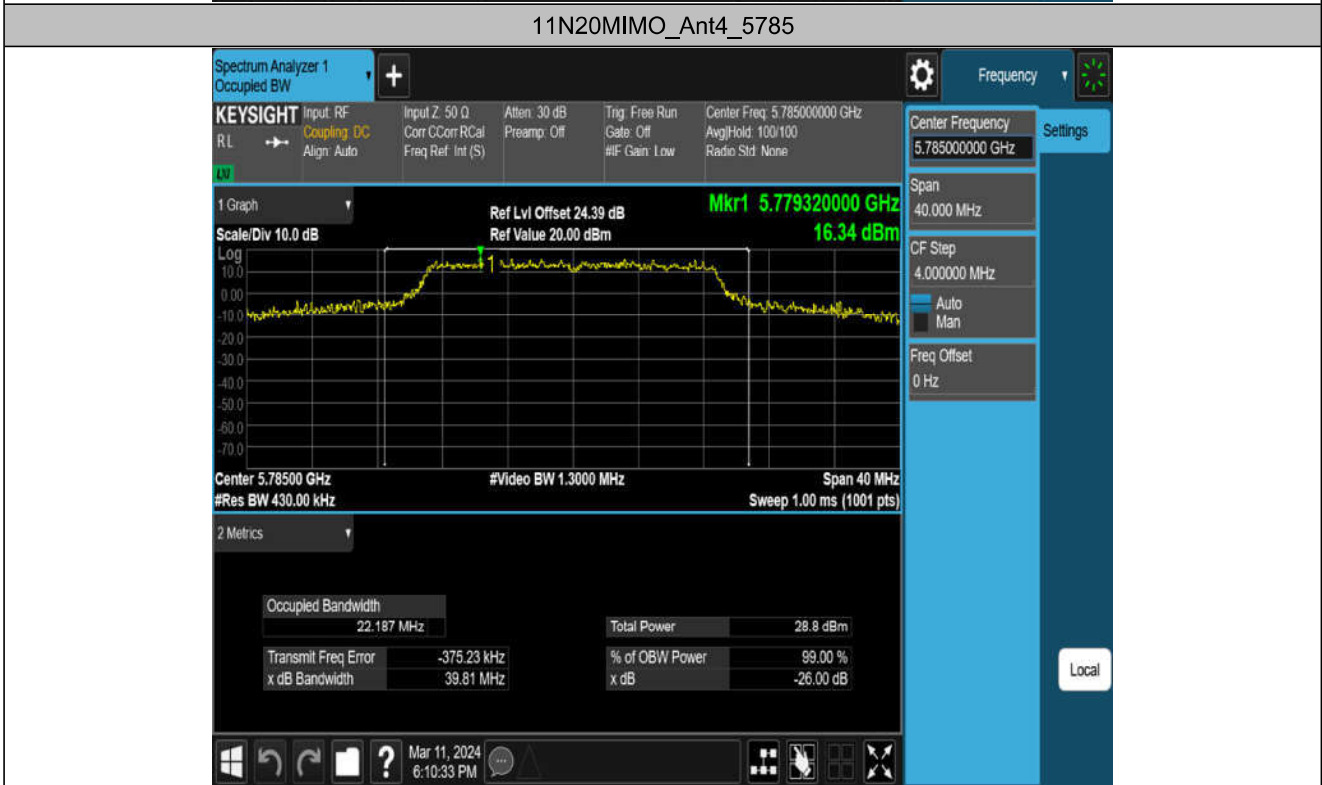 11N20MIMO_Ant4_5785
Spectrum Analyzer 1
Occupied BW
Frequency
KEYSIGHT
RL
Input: RF
Coupling: DC
Align: Auto
Input Z: 50 Ω
Corr CCorr RCal
Freq Ref: Int (S)
Atten: 30 dB
Preamp: Off
Trig: Free Run
Gate: Off
#IF Gain: Low
Center Freq: 5.785000000 GHz
Avg|Hold: 100/100
Radio Std: None
Center Frequency
5.785000000 GHz
Settings
Span
40.000 MHz
CF Step
4.000000 MHz
Auto
Man
Freq Offset
0 Hz
1 Graph
Scale/Div 10.0 dB
Ref Lvl Offset 24.39 dB
Ref Value 20.00 dBm
Mkr1 5.779320000 GHz
16.34 dBm
Log
10.0
0.00
-10.0
-20.0
-30.0
-40.0
-50.0
-60.0
-70.0
1
Center 5.78500 GHz
#Res BW 430.00 kHz
#Video BW 1.3000 MHz
Span 40 MHz
Sweep 1.00 ms (1001 pts)
2 Metrics
Occupied Bandwidth
22.187 MHz
Total Power 28.8 dBm
Transmit Freq Error -375.23 kHz
% of OBW Power 99.00 %
x dB Bandwidth 39.81 MHz
x dB -26.00 dB
Local
?
Mar 11, 2024
6:10:33 PM